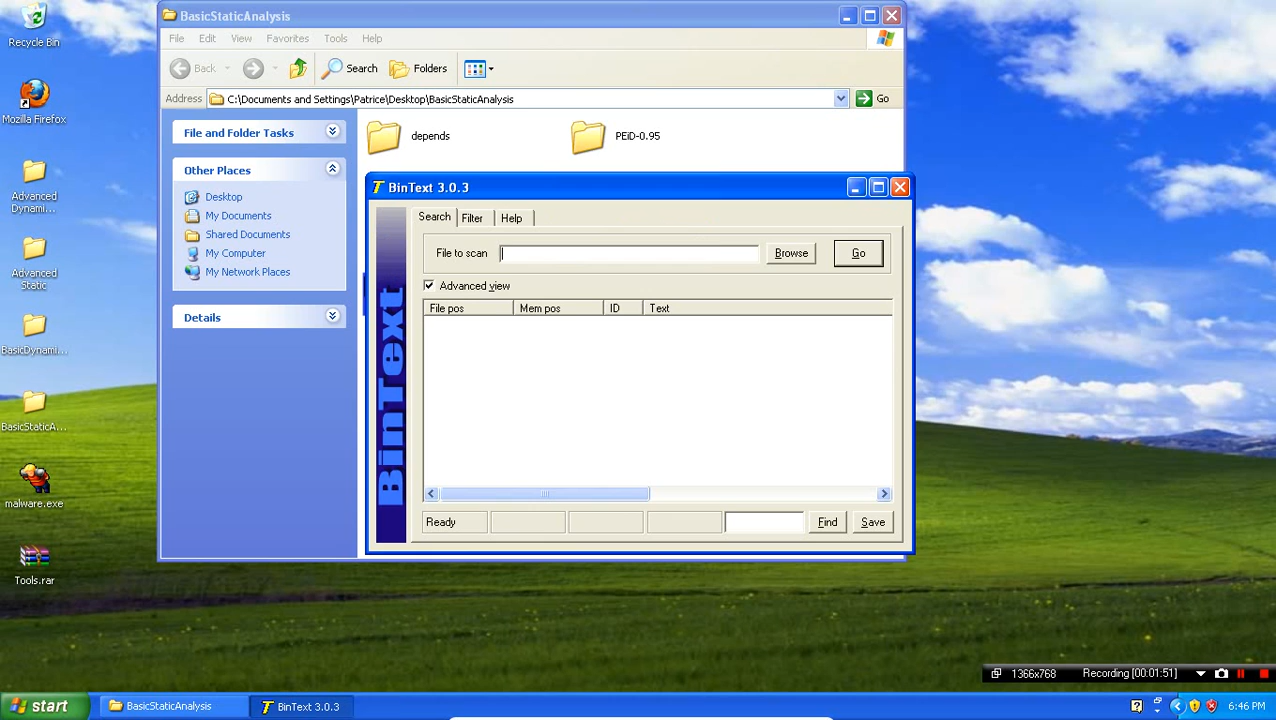 BasicStaticAnalysis
File Edit View Favorites Tools Help
Back Search Folders
Address C:\Documents and Settings\Patrice\Desktop\BasicStaticAnalysis Go
File and Folder Tasks
Other Places
Desktop
My Documents
Shared Documents
My Computer
My Network Places
Details
depends
PEiD-0.95
BinText 3.0.3
Search Filter Help
File to scan Browse Go
Advanced view
File pos Mem pos ID Text
BinText
Ready Find Save
Recycle Bin
Mozilla Firefox
Advanced
Dynami...
Advanced
Static
BasicDynami...
BasicStaticA...
malware.exe
Tools.rar
1366x768 Recording [00:01:51]
start BasicStaticAnalysis BinText 3.0.3 6:46 PM